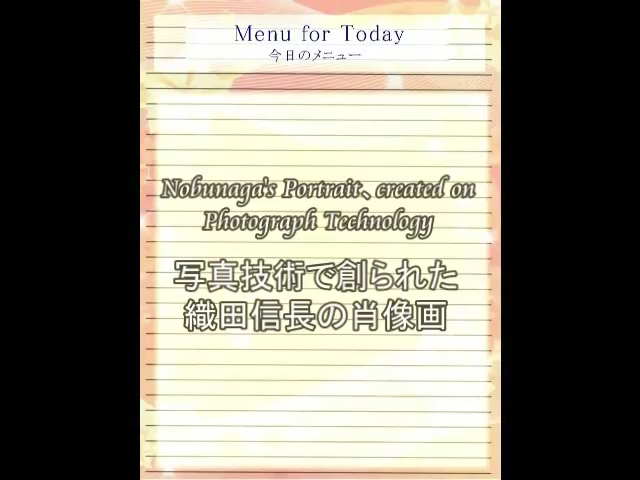 Menu for Today
今日のメニュー
Nobunaga's Portrait、created on
Photograph Technology
写真技術で創られた
織田信長の肖像画